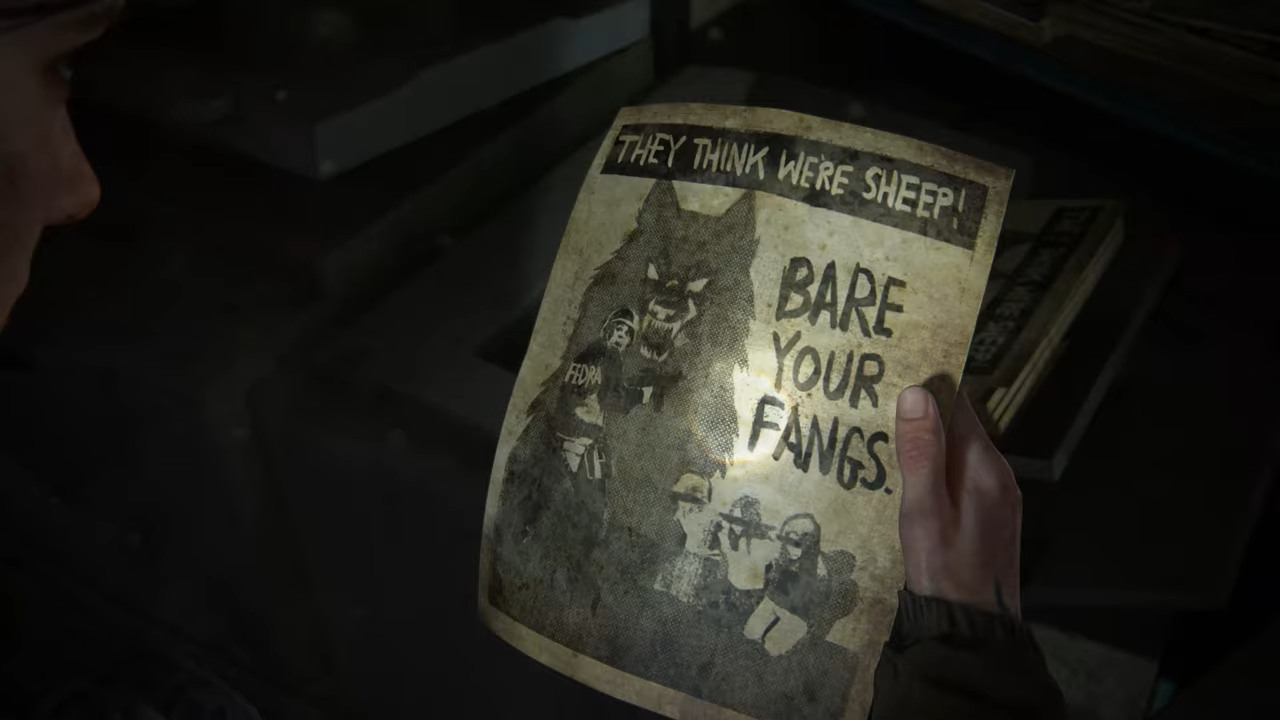 THEY THINK WE'RE SHEEP!
BARE
YOUR
FANGS.
FEDRA